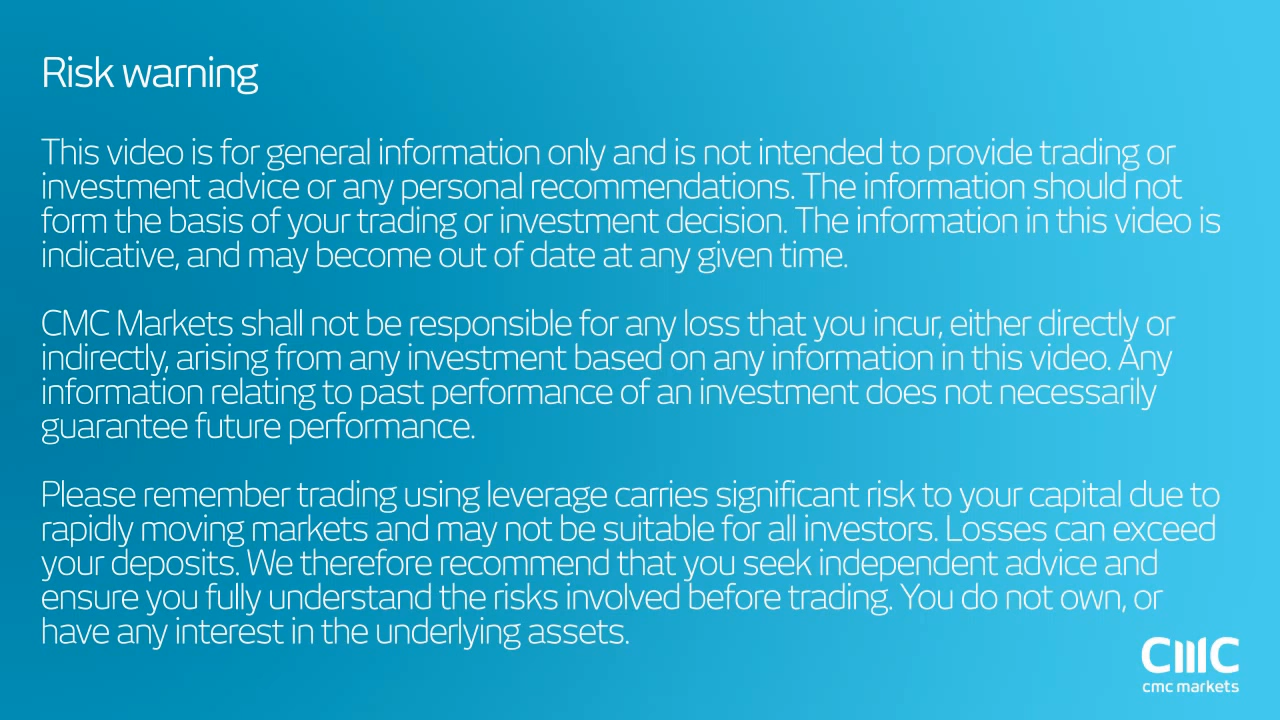 Risk warning
This video is for general information only and is not intended to provide trading or
investment advice or any personal recommendations. The information should not
form the basis of your trading or investment decision. The information in this video is
indicative, and may become out of date at any given time.
CMC Markets shall not be responsible for any loss that you incur, either directly or
indirectly, arising from any investment based on any information in this video. Any
information relating to past performance of an investment does not necessarily
guarantee future performance.
Please remember trading using leverage carries significant risk to your capital due to
rapidly moving markets and may not be suitable for all investors. Losses can exceed
your deposits. We therefore recommend that you seek independent advice and
ensure you fully understand the risks involved before trading. You do not own, or
have any interest in the underlying assets.
CMC
cmc markets